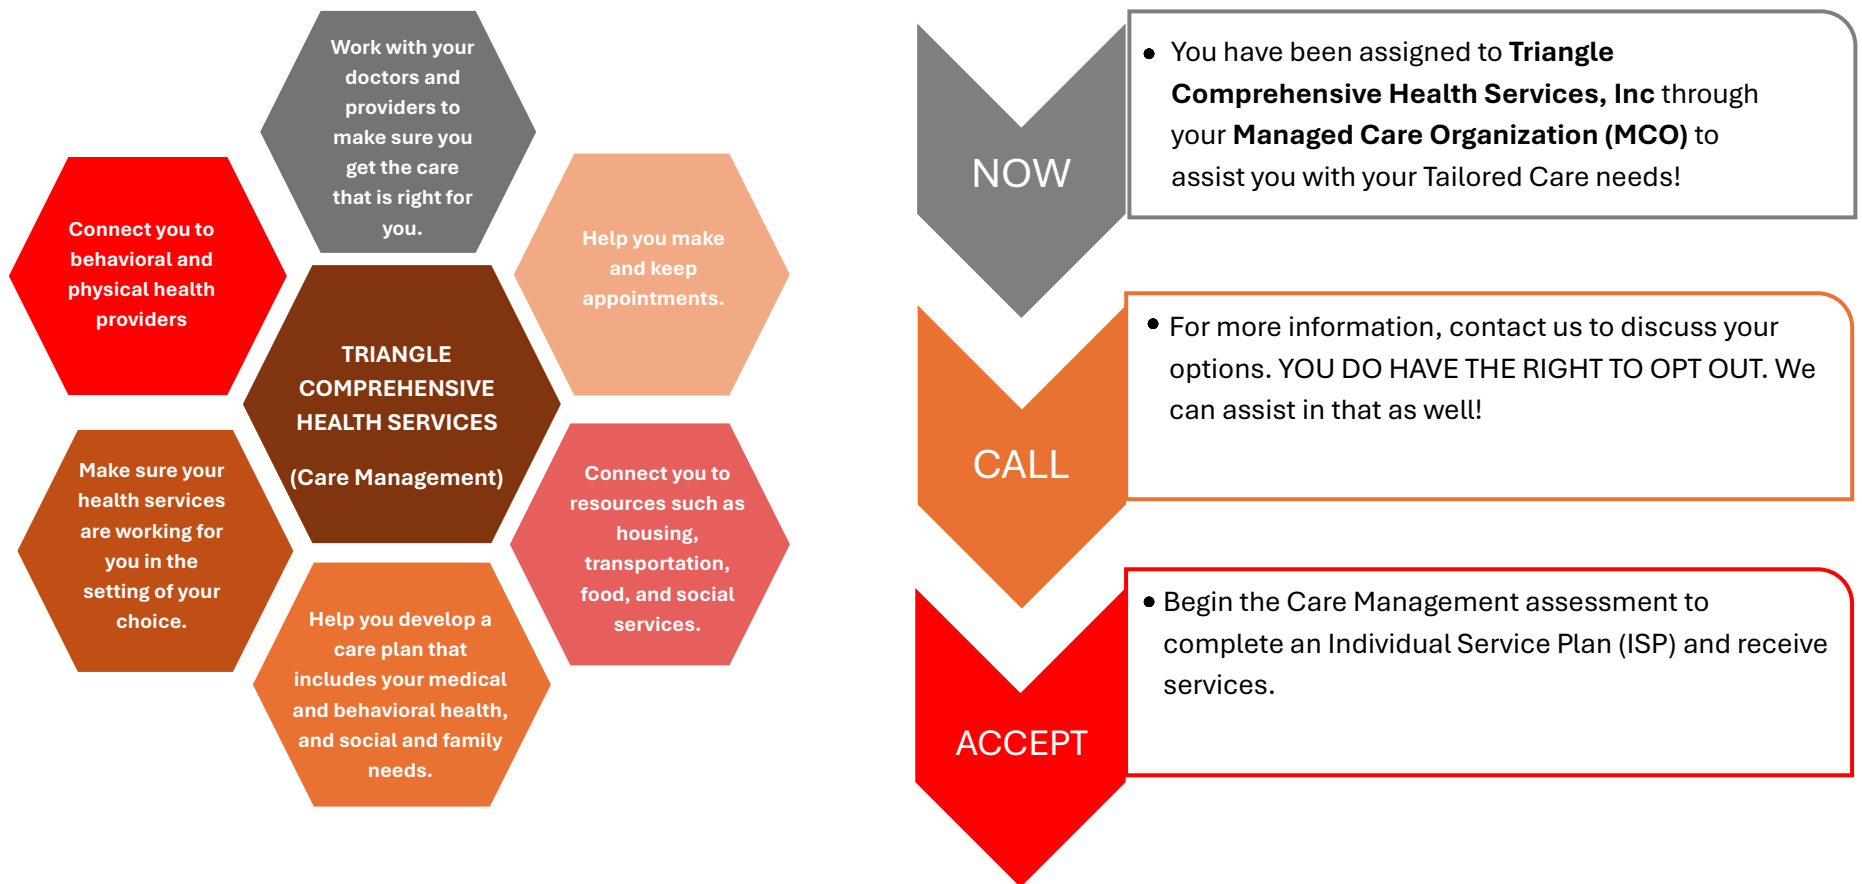 Work with your
doctors and
providers to
make sure you
get the care
that is right for
you.
Connect you to
behavioral and
physical health
providers
Help you make
and keep
appointments.
TRIANGLE
COMPREHENSIVE
HEALTH SERVICES
(Care Management)
Make sure your
health services
are working for
you in the
setting of your
choice.
Connect you to
resources such as
housing,
transportation,
food, and social
services.
Help you develop a
care plan that
includes your medical
and behavioral health,
and social and family
needs.
NOW
• You have been assigned to Triangle
Comprehensive Health Services, Inc through
your Managed Care Organization (MCO) to
assist you with your Tailored Care needs!
CALL
• For more information, contact us to discuss your
options. YOU DO HAVE THE RIGHT TO OPT OUT. We
can assist in that as well!
ACCEPT
• Begin the Care Management assessment to
complete an Individual Service Plan (ISP) and receive
services.